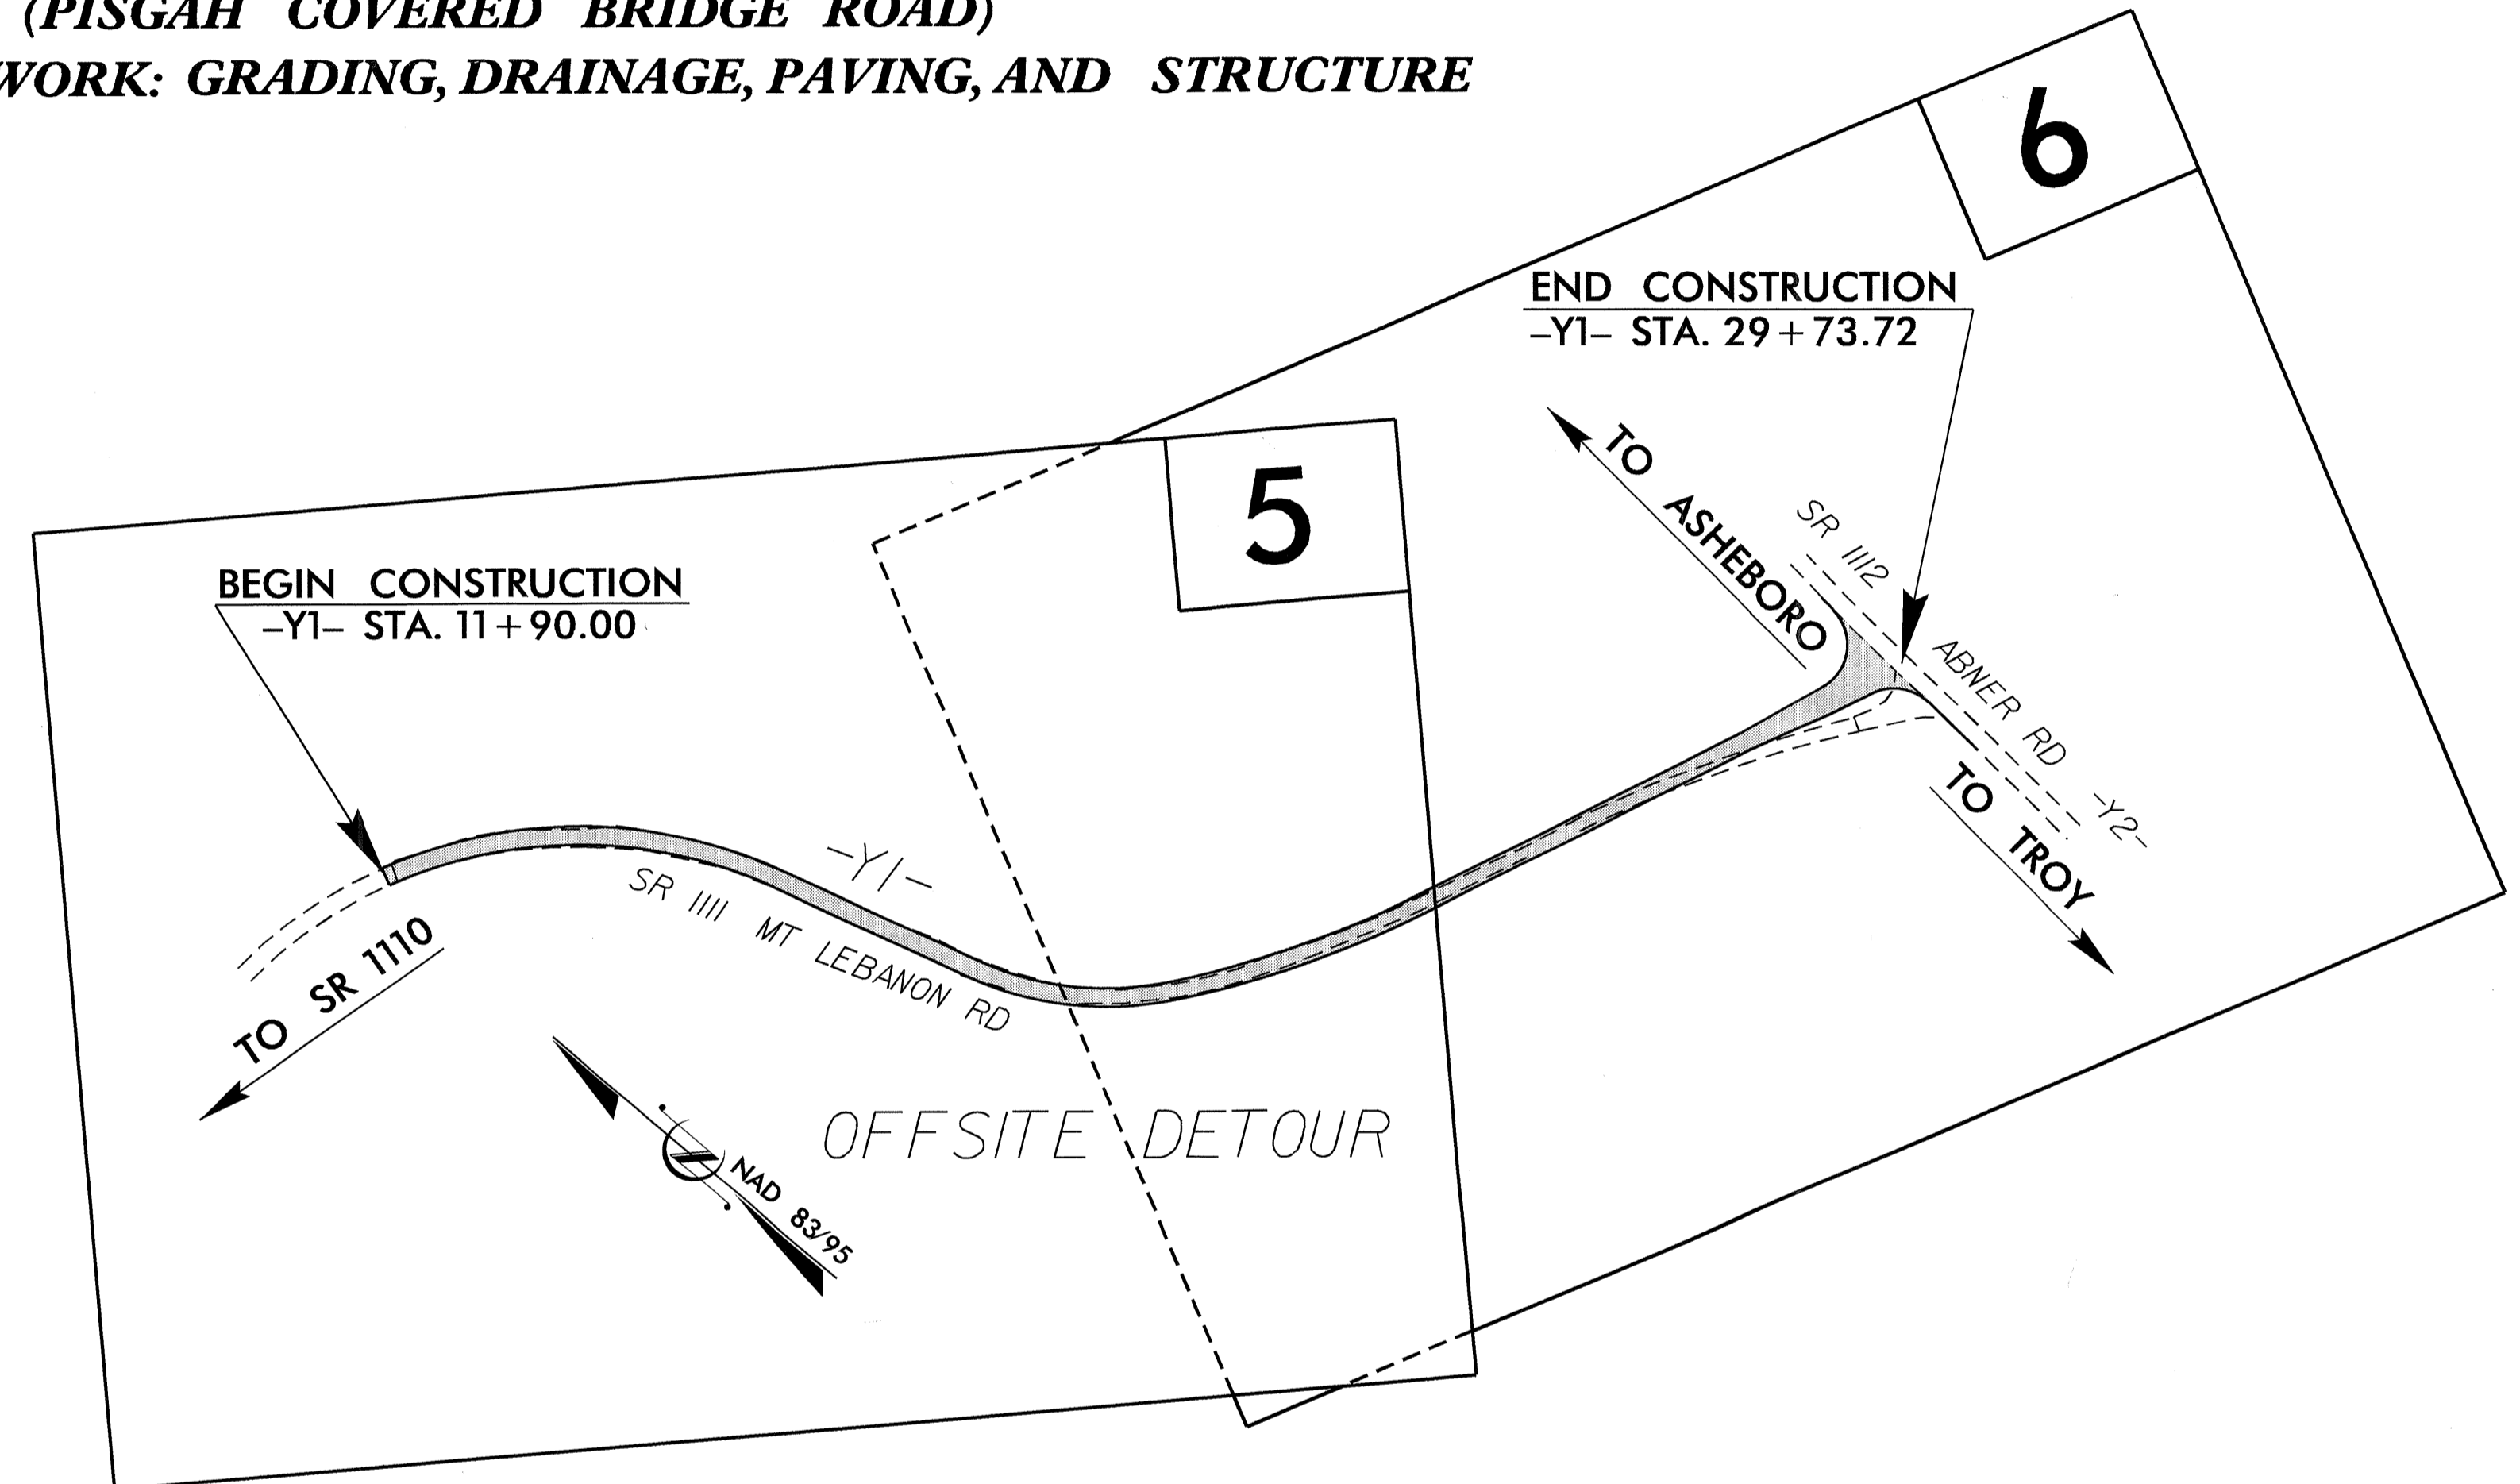 (PISGAH COVERED BRIDGE ROAD)
WORK: GRADING, DRAINAGE, PAVING, AND STRUCTURE
6
END CONSTRUCTION
-Y1- STA. 29+73.72
5
BEGIN CONSTRUCTION
-Y1- STA. 11+90.00
TO ASHEBORO
SR 1112
ABNER RD
-Y2-
TO TROY
-Y1-
SR 1111 MT LEBANON RD
TO SR 1110
NAD 83/95
OFFSITE DETOUR